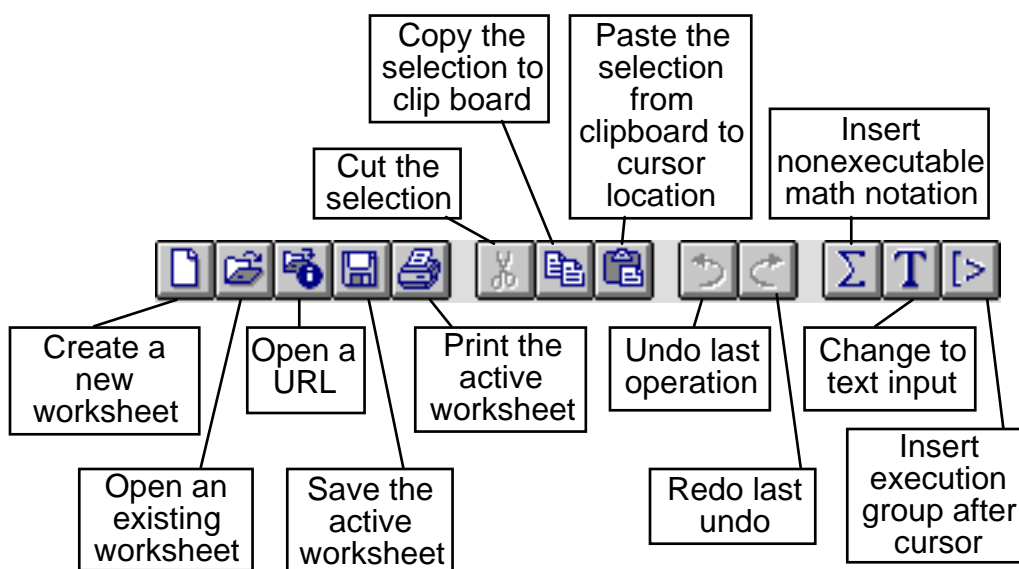 Copy the
selection to
clip board
Paste the
selection
from
clipboard to
cursor
location
Insert
nonexecutable
math notation
Cut the
selection
Σ
T
[>
Create a
new
worksheet
Open a
URL
Print the
active
worksheet
Undo last
operation
Change to
text input
Open an
existing
worksheet
Save the
active
worksheet
Redo last
undo
Insert
execution
group after
cursor